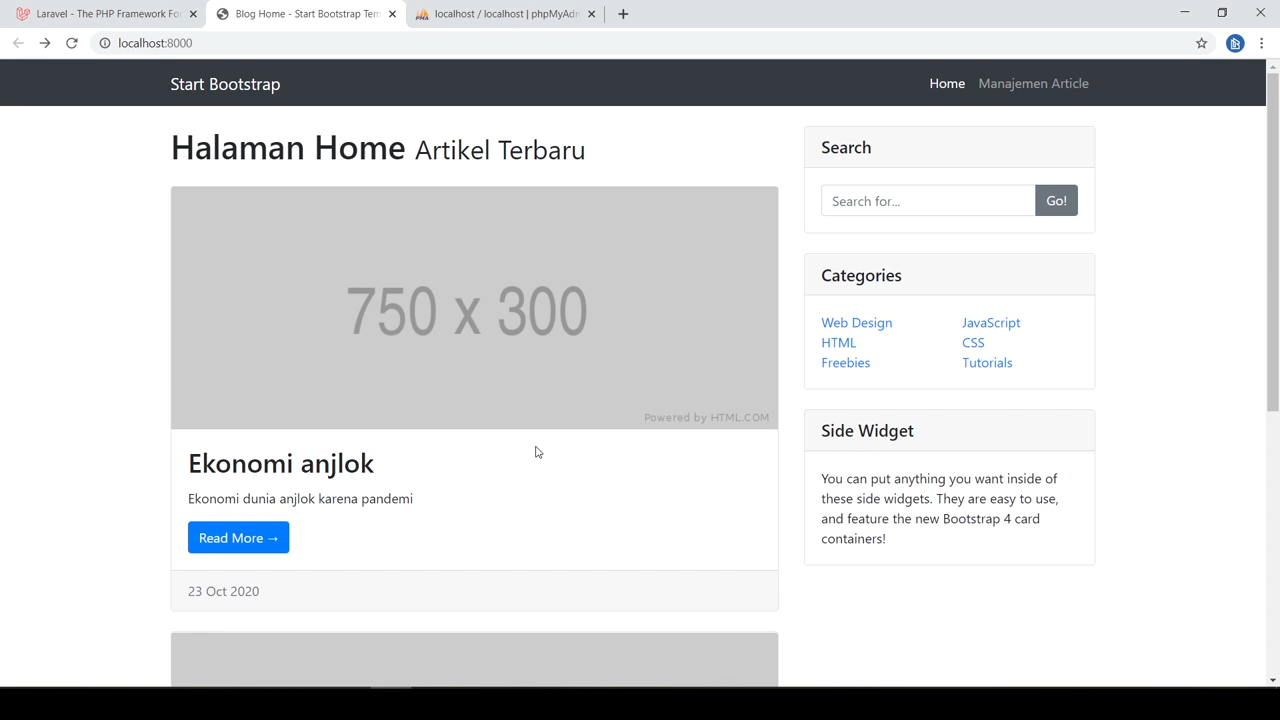 Laravel - The PHP Framework Fo
Blog Home - Start Bootstrap Tem
localhost / localhost | phpMyAdn
localhost:8000
Start Bootstrap
Home
Manajemen Article
Halaman Home Artikel Terbaru
750 x 300
Powered by HTML.COM
Ekonomi anjlok
Ekonomi dunia anjlok karena pandemi
Read More →
23 Oct 2020
Search
Search for...
Go!
Categories
Web Design
JavaScript
HTML
CSS
Freebies
Tutorials
Side Widget
You can put anything you want inside of
these side widgets. They are easy to use,
and feature the new Bootstrap 4 card
containers!